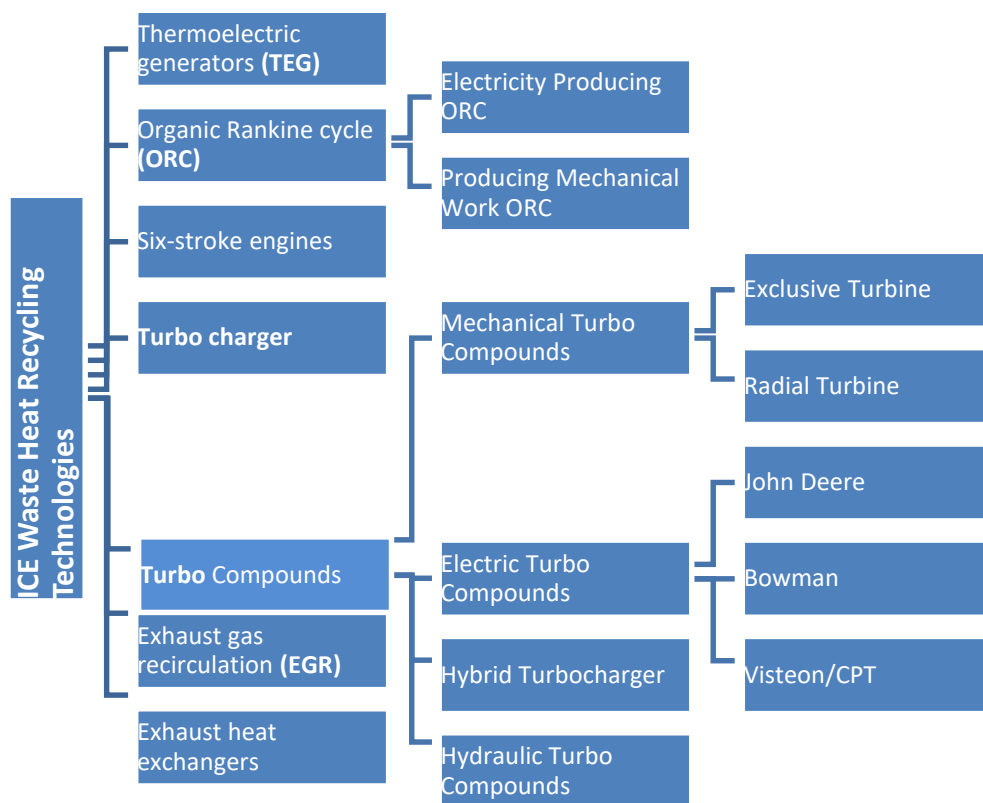 ICE Waste Heat Recycling
Technologies
Thermoelectric
generators (TEG)
Organic Rankine cycle
(ORC)
Electricity Producing
ORC
Producing Mechanical
Work ORC
Six-stroke engines
Turbo charger
Turbo Compounds
Mechanical Turbo
Compounds
Exclusive Turbine
Radial Turbine
Electric Turbo
Compounds
John Deere
Bowman
Visteon/CPT
Hybrid Turbocharger
Hydraulic Turbo
Compounds
Exhaust gas
recirculation (EGR)
Exhaust heat
exchangers